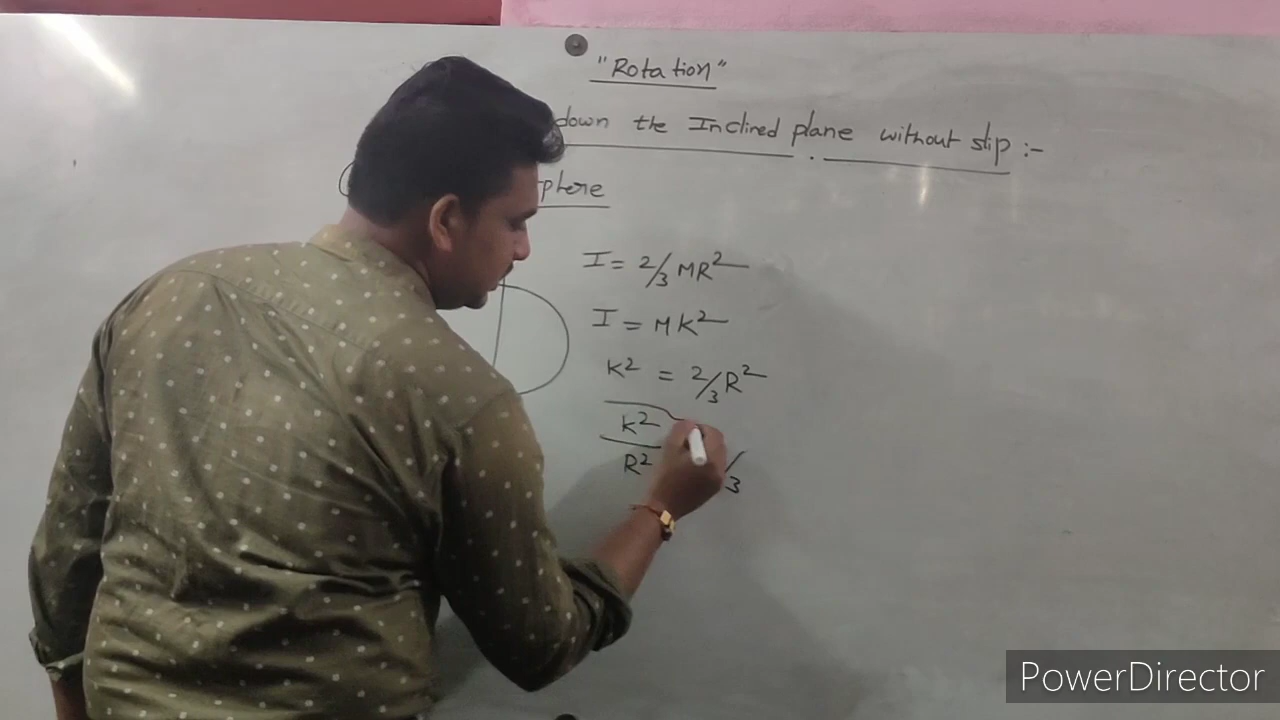 "Rotation"
down the Inclined plane without slip :-
phere
I = 2/3 MR²
I = MK²
K² = 2/3 R²
K²
R² /3
PowerDirector